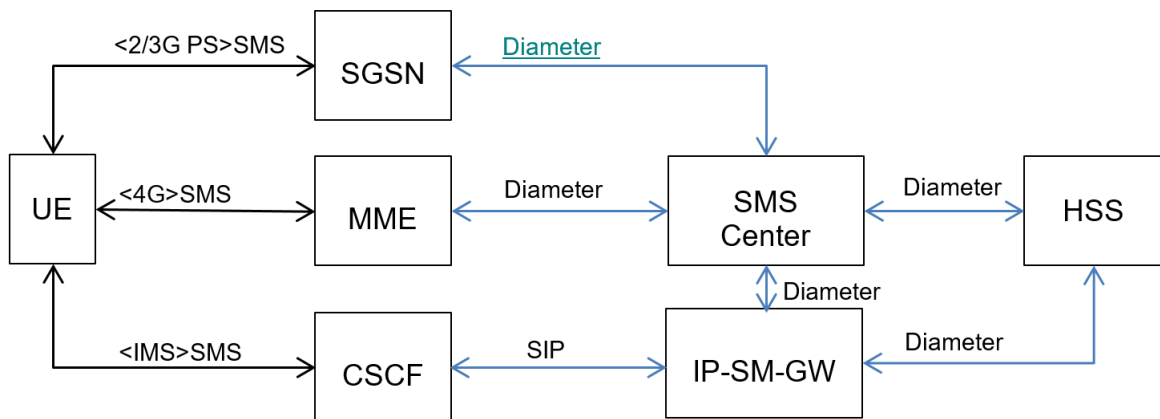 <2/3G PS>SMS
SGSN
Diameter
UE
<4G>SMS
MME
Diameter
SMS
Center
Diameter
HSS
Diameter
<IMS>SMS
CSCF
SIP
IP-SM-GW
Diameter